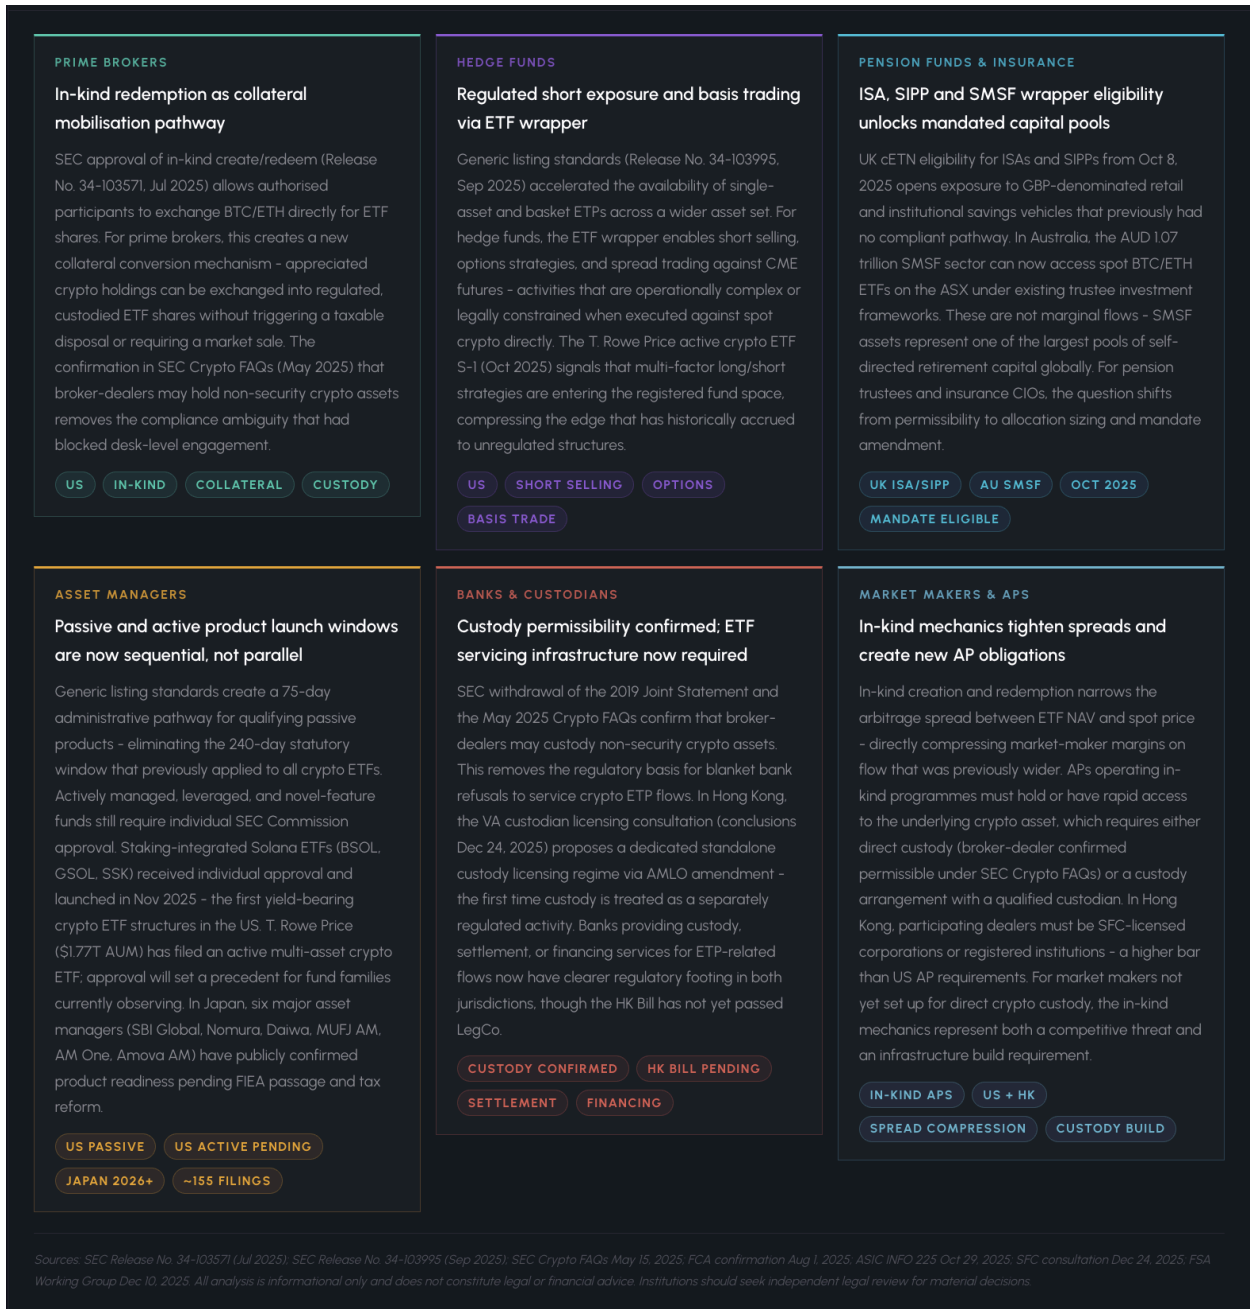 PRIME BROKERS
In-kind redemption as collateral
mobilisation pathway
SEC approval of in-kind create/redeem (Release
No. 34-103571, Jul 2025) allows authorised
participants to exchange BTC/ETH directly for ETF
shares. For prime brokers, this creates a new
collateral conversion mechanism - appreciated
crypto holdings can be exchanged into regulated,
custodied ETF shares without triggering a taxable
disposal or requiring a market sale. The
confirmation in SEC Crypto FAQs (May 2025) that
broker-dealers may hold non-security crypto assets
removes the compliance ambiguity that had
blocked desk-level engagement.
US IN-KIND COLLATERAL CUSTODY
HEDGE FUNDS
Regulated short exposure and basis trading
via ETF wrapper
Generic listing standards (Release No. 34-103995,
Sep 2025) accelerated the availability of single-
asset and basket ETPs across a wider asset set. For
hedge funds, the ETF wrapper enables short selling,
options strategies, and spread trading against CME
futures - activities that are operationally complex or
legally constrained when executed against spot
crypto directly. The T. Rowe Price active crypto ETF
S-1 (Oct 2025) signals that multi-factor long/short
strategies are entering the registered fund space,
compressing the edge that has historically accrued
to unregulated structures.
US SHORT SELLING OPTIONS
BASIS TRADE
PENSION FUNDS & INSURANCE
ISA, SIPP and SMSF wrapper eligibility
unlocks mandated capital pools
UK cETN eligibility for ISAs and SIPPs from Oct 8,
2025 opens exposure to GBP-denominated retail
and institutional savings vehicles that previously had
no compliant pathway. In Australia, the AUD 1.07
trillion SMSF sector can now access spot BTC/ETH
ETFs on the ASX under existing trustee investment
frameworks. These are not marginal flows - SMSF
assets represent one of the largest pools of self-
directed retirement capital globally. For pension
trustees and insurance CIOs, the question shifts
from permissibility to allocation sizing and mandate
amendment.
UK ISA/SIPP AU SMSF OCT 2025
MANDATE ELIGIBLE
ASSET MANAGERS
Passive and active product launch windows
are now sequential, not parallel
Generic listing standards create a 75-day
administrative pathway for qualifying passive
products - eliminating the 240-day statutory
window that previously applied to all crypto ETFs.
Actively managed, leveraged, and novel-feature
funds still require individual SEC Commission
approval. Staking-integrated Solana ETFs (BSOL,
GSOL, SSK) received individual approval and
launched in Nov 2025 - the first yield-bearing
crypto ETF structures in the US. T. Rowe Price
($1.77T AUM) has filed an active multi-asset crypto
ETF; approval will set a precedent for fund families
currently observing. In Japan, six major asset
managers (SBI Global, Nomura, Daiwa, MUFJ AM,
AM One, Amova AM) have publicly confirmed
product readiness pending FIEA passage and tax
reform.
US PASSIVE US ACTIVE PENDING
JAPAN 2026+ ~155 FILINGS
BANKS & CUSTODIANS
Custody permissibility confirmed; ETF
servicing infrastructure now required
SEC withdrawal of the 2019 Joint Statement and
the May 2025 Crypto FAQs confirm that broker-
dealers may custody non-security crypto assets.
This removes the regulatory basis for blanket bank
refusals to service crypto ETP flows. In Hong Kong,
the VA custodian licensing consultation (conclusions
Dec 24, 2025) proposes a dedicated standalone
custody licensing regime via AMLO amendment -
the first time custody is treated as a separately
regulated activity. Banks providing custody,
settlement, or financing services for ETP-related
flows now have clearer regulatory footing in both
jurisdictions, though the HK Bill has not yet passed
LegCo.
CUSTODY CONFIRMED HK BILL PENDING
SETTLEMENT FINANCING
MARKET MAKERS & APS
In-kind mechanics tighten spreads and
create new AP obligations
In-kind creation and redemption narrows the
arbitrage spread between ETF NAV and spot price
- directly compressing market-maker margins on
flow that was previously wider. APs operating in-
kind programmes must hold or have rapid access
to the underlying crypto asset, which requires either
direct custody (broker-dealer confirmed
permissible under SEC Crypto FAQs) or a custody
arrangement with a qualified custodian. In Hong
Kong, participating dealers must be SFC-licensed
corporations or registered institutions - a higher bar
than US AP requirements. For market makers not
yet set up for direct crypto custody, the in-kind
mechanics represent both a competitive threat and
an infrastructure build requirement.
IN-KIND APS US + HK
SPREAD COMPRESSION CUSTODY BUILD
Sources: SEC Release No. 34-103571 (Jul 2025); SEC Release No. 34-103995 (Sep 2025); SEC Crypto FAQs May 15, 2025; FCA confirmation Aug 1, 2025; ASIC INFO 225 Oct 29, 2025; SFC consultation Dec 24, 2025; FSA
Working Group Dec 10, 2025. All analysis is informational only and does not constitute legal or financial advice. Institutions should seek independent legal review for material decisions.